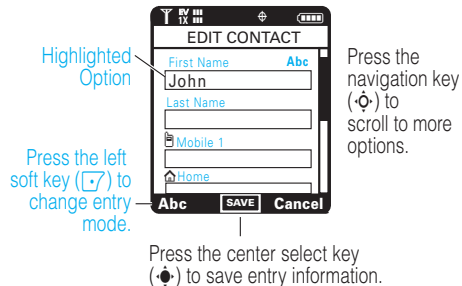 EV
1X
EDIT CONTACT
First Name Abc
John
Last Name
Mobile 1
Home
Abc SAVE Cancel
Highlighted
Option
Press the left
soft key ( ) to
change entry
mode.
Press the
navigation key
( ) to
scroll to more
options.
Press the center select key
( ) to save entry information.